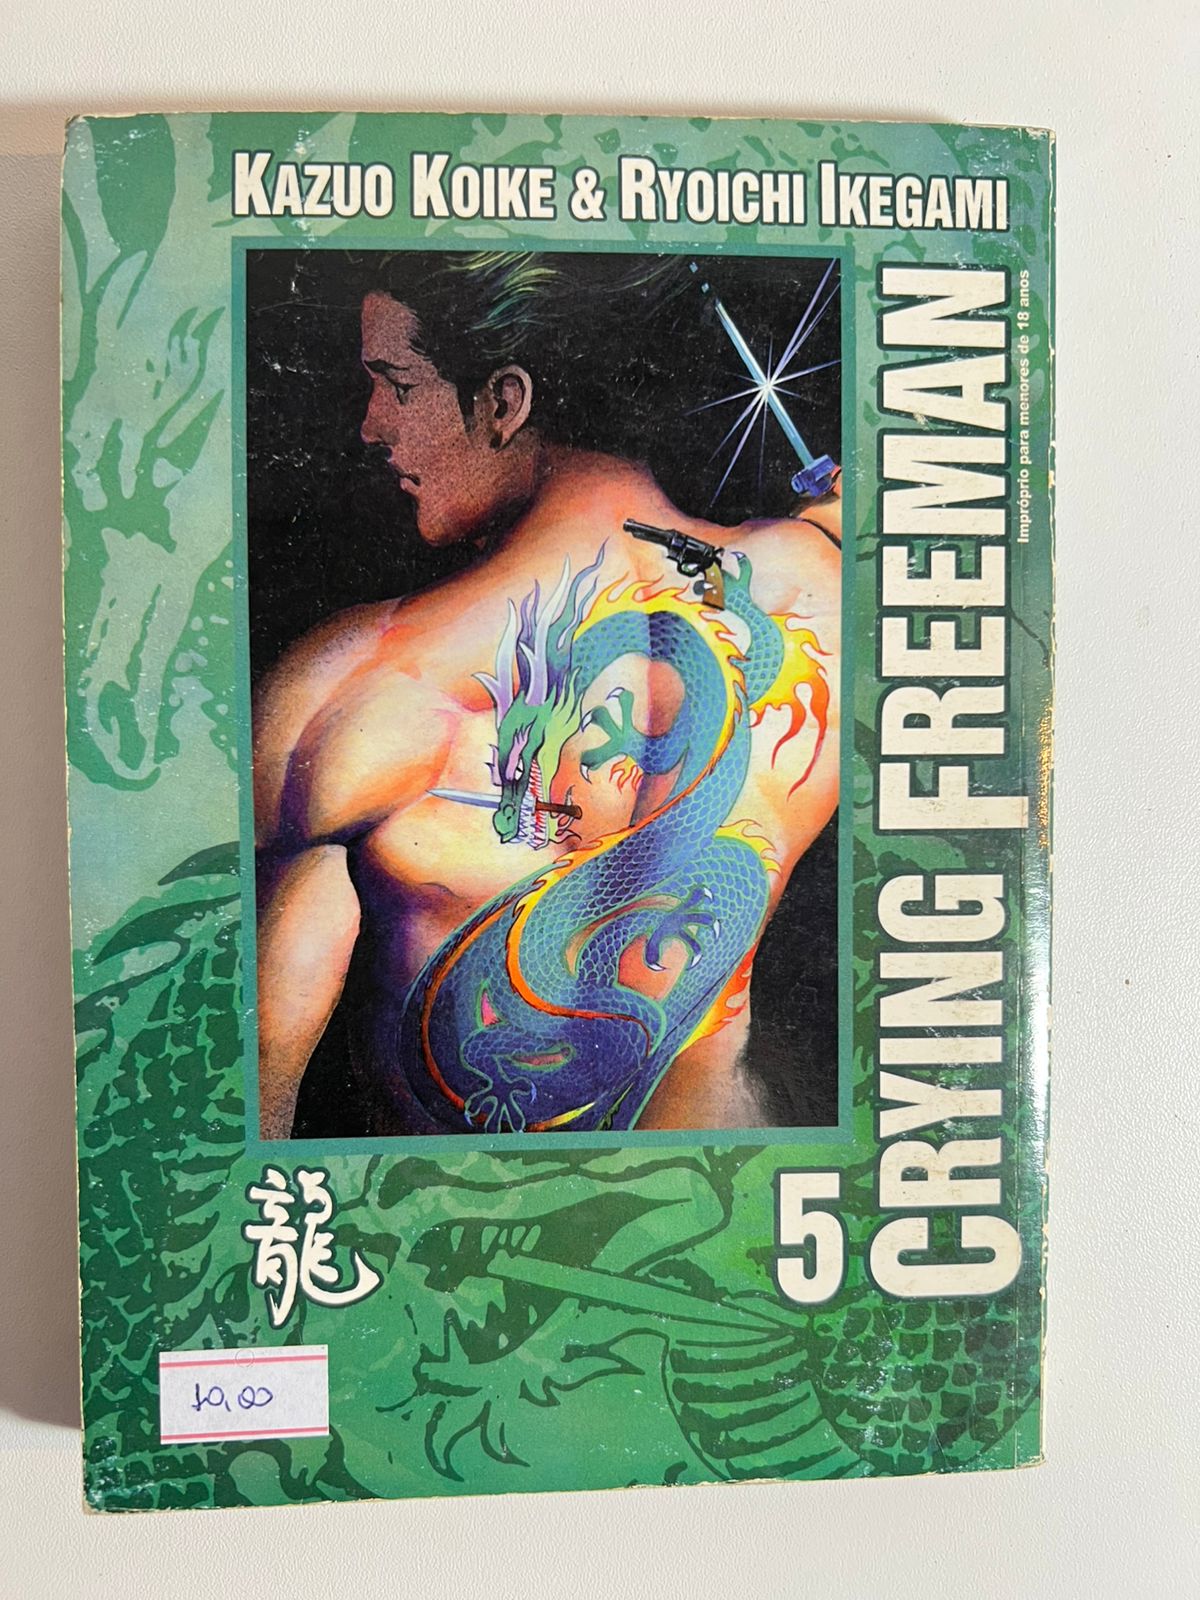 KAZUO KOIKE & RYOICHI IKEGAMI
CRYING FREEMAN
Impróprio para menores de 18 anos
5
龍
10,00